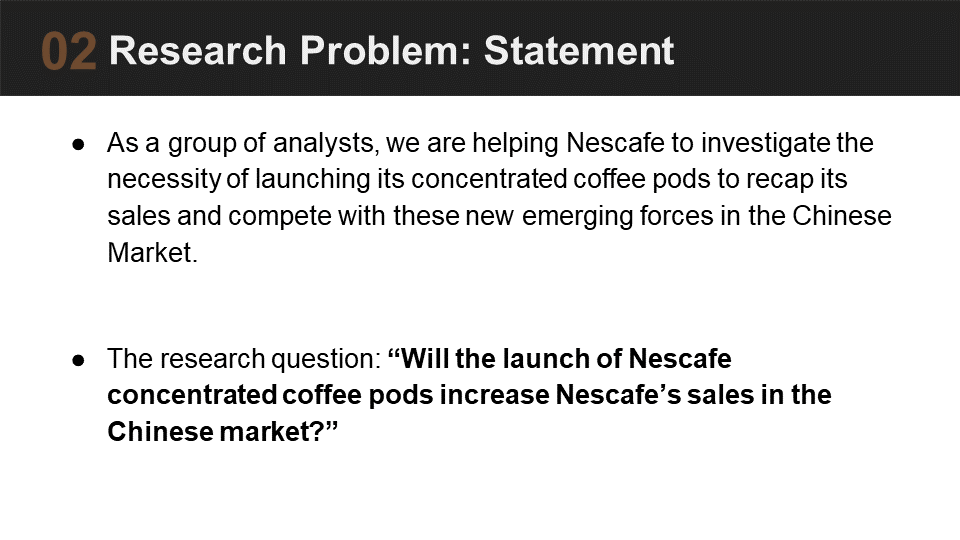 02 Research Problem: Statement
● As a group of analysts, we are helping Nescafe to investigate the
necessity of launching its concentrated coffee pods to recap its
sales and compete with these new emerging forces in the Chinese
Market.
● The research question: “Will the launch of Nescafe
concentrated coffee pods increase Nescafe’s sales in the
Chinese market?”